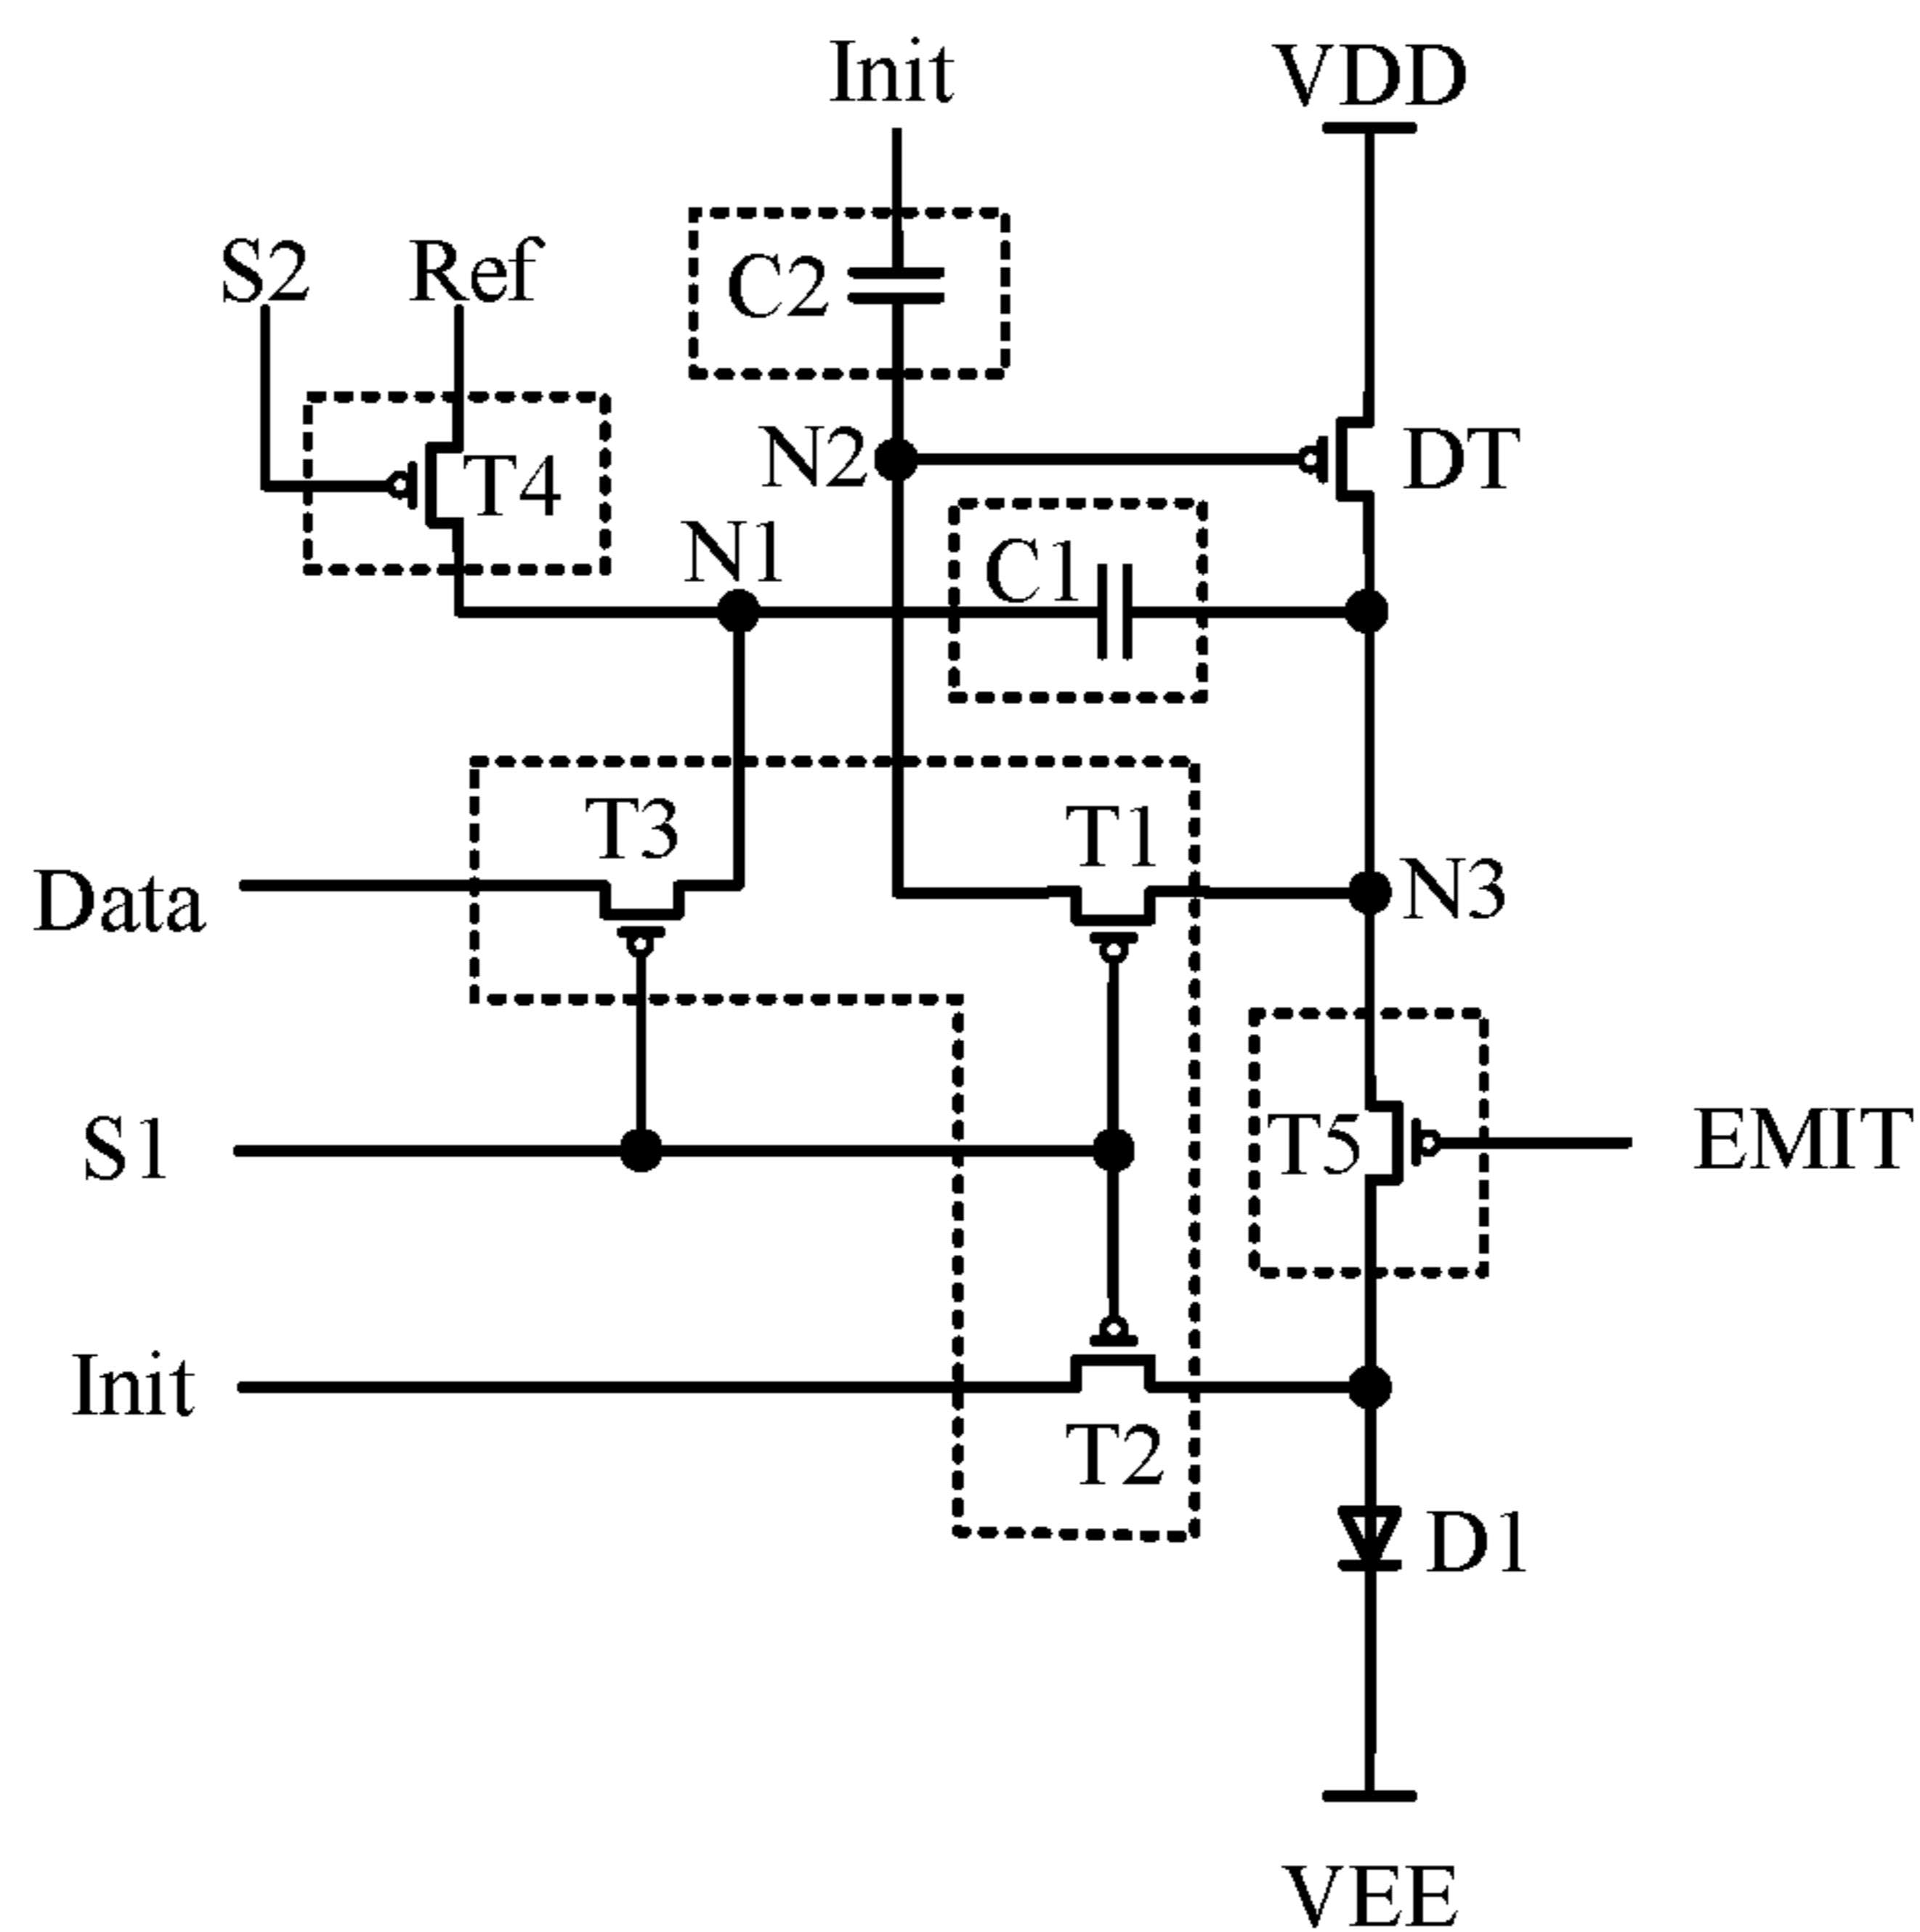 Init
VDD
S2
Ref
C2
N2
DT
T4
N1
C1
T3
T1
Data
N3
S1
T5
EMIT
Init
T2
D1
VEE